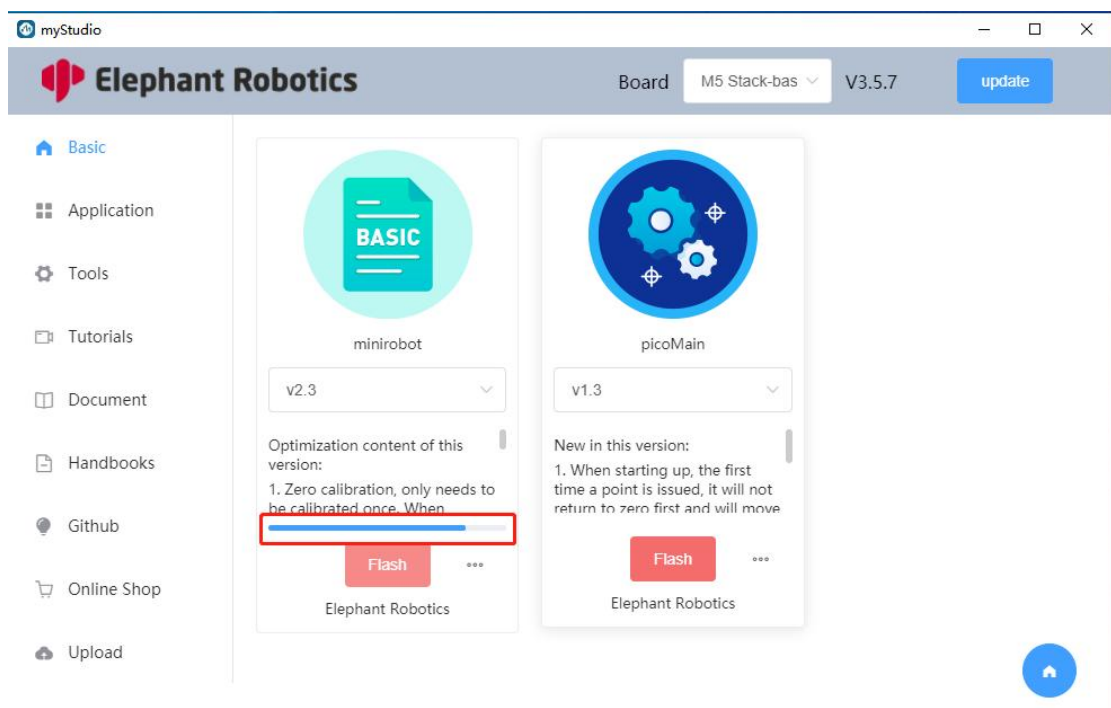 myStudio
Elephant Robotics
Board
M5 Stack-bas
V3.5.7
update
Basic
Application
Tools
Tutorials
Document
Handbooks
Github
Online Shop
Upload
BASIC
minirobot
v2.3
Optimization content of this
version:
1. Zero calibration, only needs to
be calibrated once. When
Flash
Elephant Robotics
picoMain
v1.3
New in this version:
1. When starting up, the first
time a point is issued, it will not
return to zero first and will move
Flash
Elephant Robotics